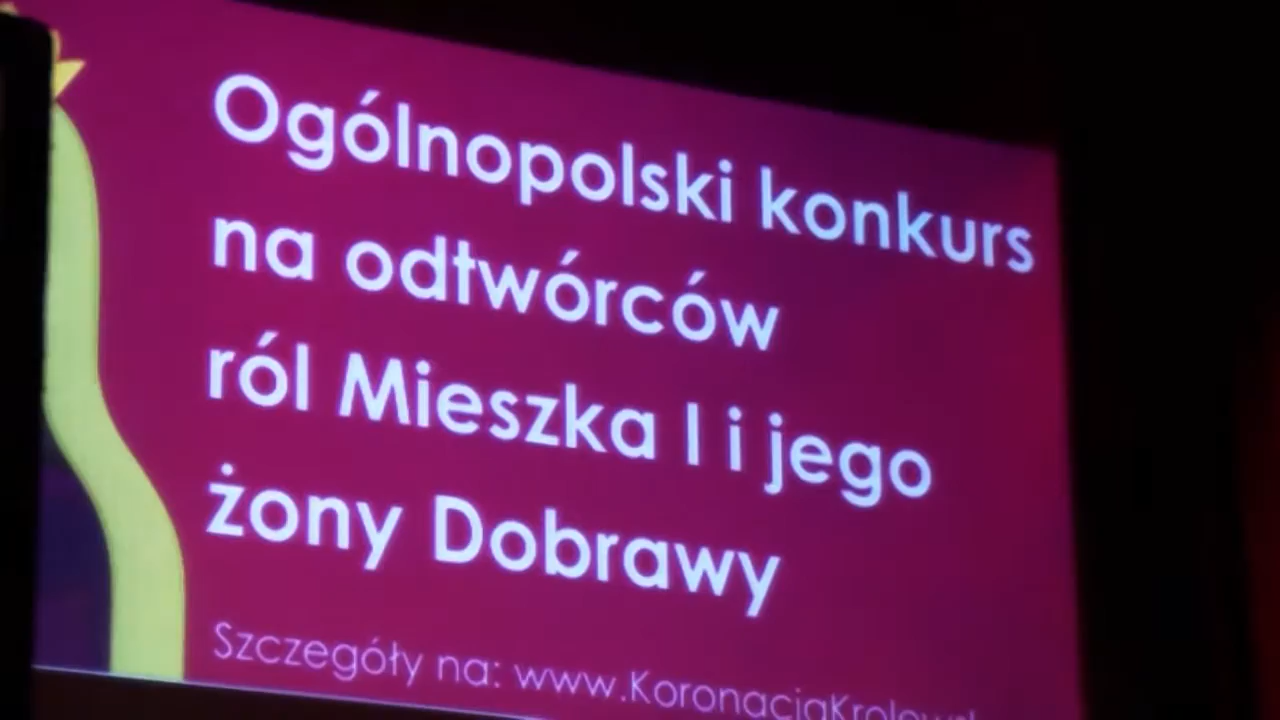 Ogólnopolski konkurs
na odtwórców
ról Mieszka I i jego
żony Dobrawy
Szczegóły na: